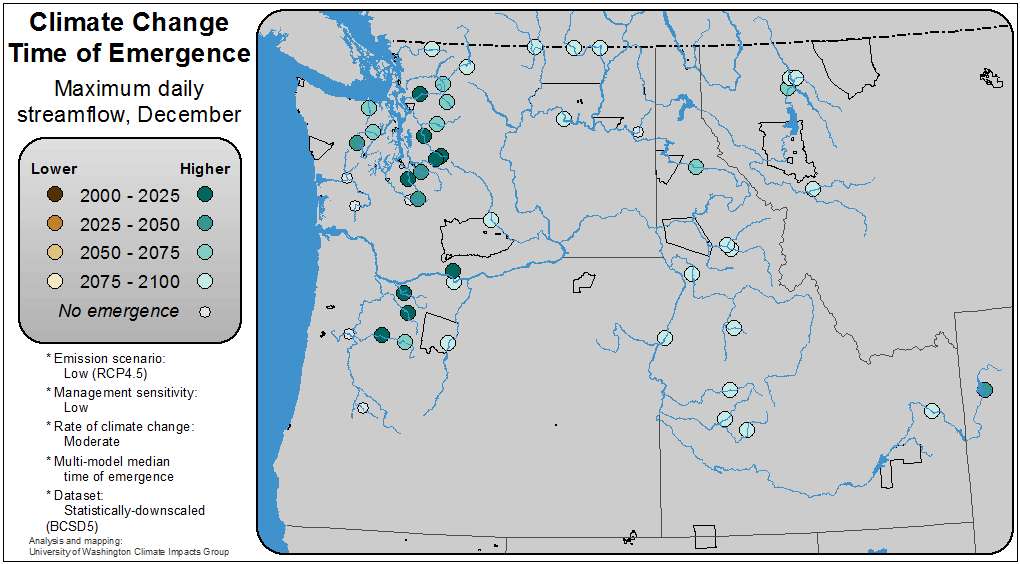 Climate Change
Time of Emergence
Maximum daily
streamflow, December
Lower Higher
2000 - 2025
2025 - 2050
2050 - 2075
2075 - 2100
No emergence
* Emission scenario:
Low (RCP4.5)
* Management sensitivity:
Low
* Rate of climate change:
Moderate
* Multi-model median
time of emergence
* Dataset:
Statistically-downscaled
(BCSD5)
Analysis and mapping:
University of Washington Climate Impacts Group